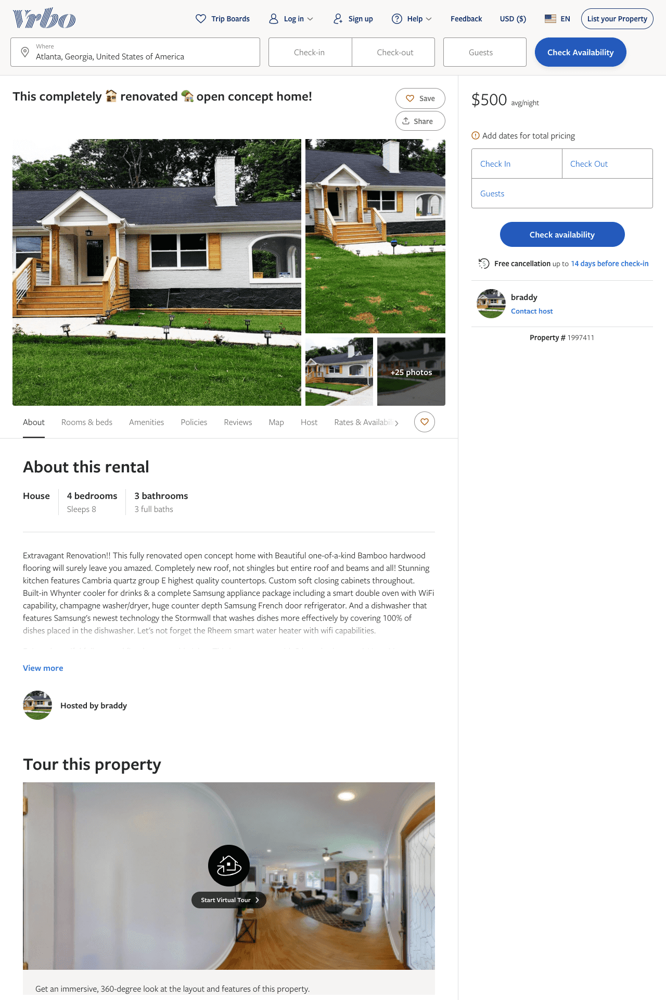 Vrbo
Trip Boards
Log in
Sign up
Help
Feedback
USD ($)
EN
List your Property
Where
Atlanta, Georgia, United States of America
Check-in
Check-out
Guests
Check Availability
This completely renovated open concept home!
Save
Share
+25 photos
$500 avg/night
Add dates for total pricing
Check In
Check Out
Guests
Check availability
Free cancellation up to 14 days before check-in
braddy
Contact host
Property # 1997411
About
Rooms & beds
Amenities
Policies
Reviews
Map
Host
Rates & Availabili
About this rental
House
4 bedrooms
Sleeps 8
3 bathrooms
3 full baths
Extravagant Renovation!! This fully renovated open concept home with Beautiful one-of-a-kind Bamboo hardwood
flooring will surely leave you amazed. Completely new roof, not shingles but entire roof and beams and all! Stunning
kitchen features Cambria quartz group E highest quality countertops. Custom soft closing cabinets throughout.
Built-in Whynter cooler for drinks & a complete Samsung appliance package including a smart double oven with WiFi
capability, champagne washer/dryer, huge counter depth Samsung French door refrigerator. And a dishwasher that
features Samsung's newest technology the Stormwall that washes dishes more effectively by covering 100% of
dishes placed in the dishwasher. Let's not forget the Rheem smart water heater with wifi capabilities.
View more
Hosted by braddy
Tour this property
Start Virtual Tour
Get an immersive, 360-degree look at the layout and features of this property.